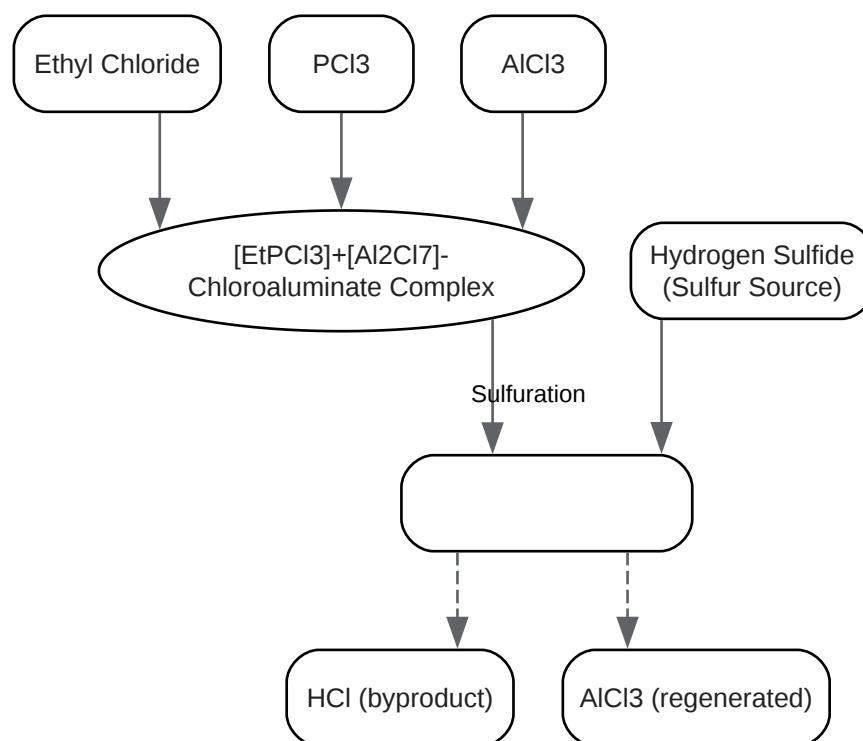 Ethyl Chloride
PCl3
AlCl3
[EtPCl3]+[Al2Cl7]-
Chloroaluminate Complex
Hydrogen Sulfide
(Sulfur Source)
Sulfuration
HCl (byproduct)
AlCl3 (regenerated)